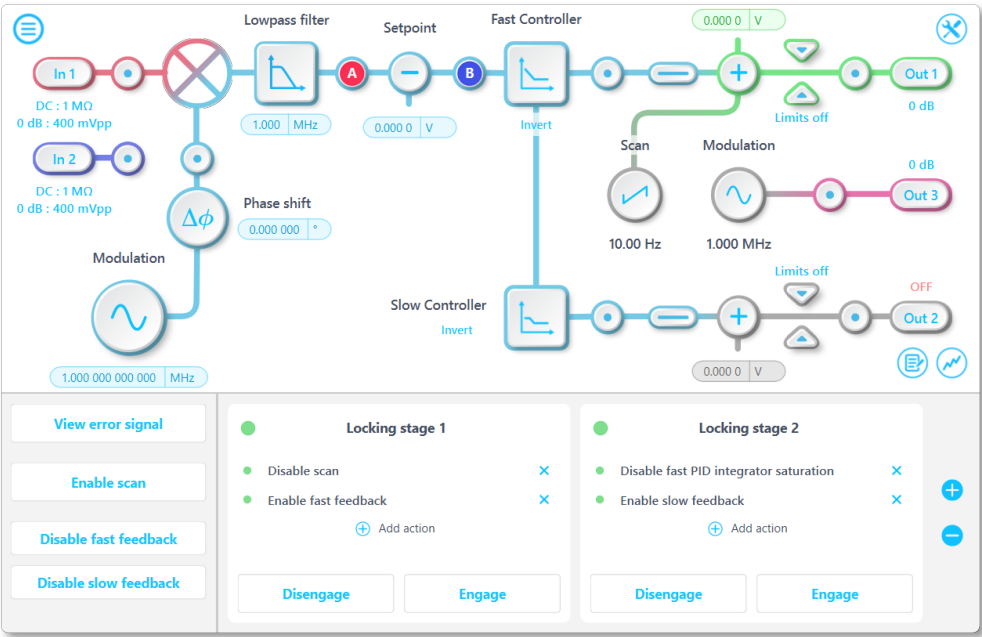 Lowpass filter
Setpoint
Fast Controller
0.000 0 V
In 1
A
B
Out 1
DC : 1 MΩ
0 dB : 400 mVpp
1.000 MHz
0.000 0 V
Invert
Limits off
0 dB
In 2
DC : 1 MΩ
0 dB : 400 mVpp
Scan
Modulation
0 dB
Out 3
Δϕ
Phase shift
0.000 000 °
10.00 Hz
1.000 MHz
Modulation
Limits off
Slow Controller
Invert
OFF
Out 2
1.000 000 000 000 MHz
0.000 0 V
View error signal
Enable scan
Disable fast feedback
Disable slow feedback
Locking stage 1
Disable scan
Enable fast feedback
Add action
Disengage
Engage
Locking stage 2
Disable fast PID integrator saturation
Enable slow feedback
Add action
Disengage
Engage